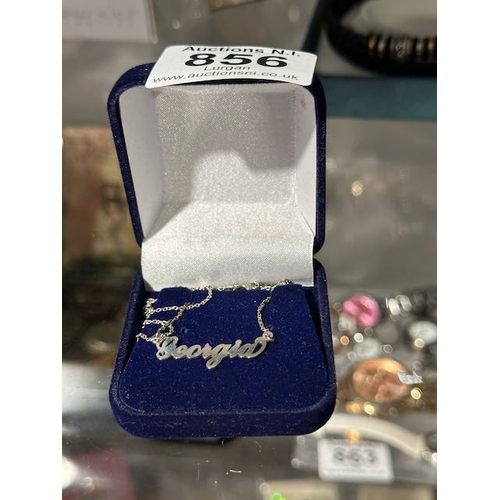 Auctions N.I.
856
Lurgan
www.auctionsni.co.uk
Georgia
863